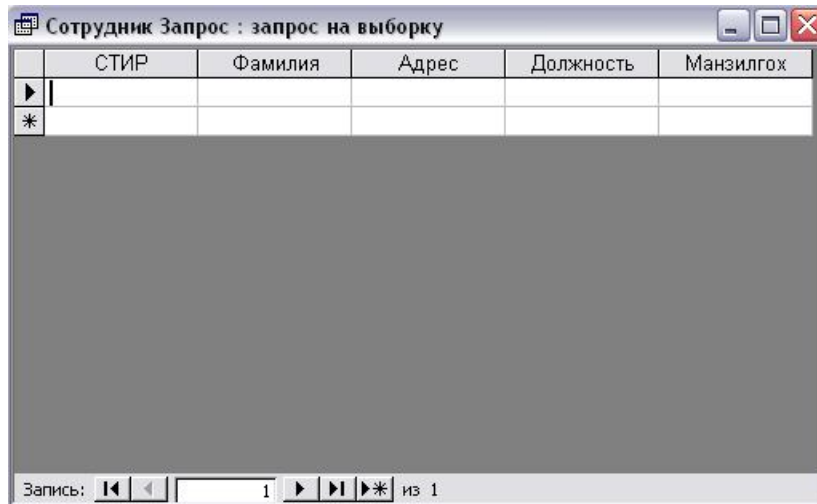 Сотрудник Запрос : запрос на выборку
СТИР Фамилия Адрес Должность Манзилгох
Запись: 1 из 1